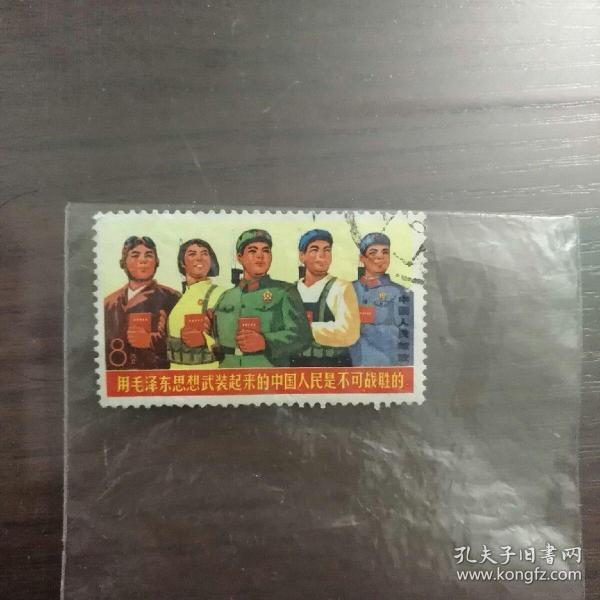 8分
中国人民邮政
用毛泽东思想武装起来的中国人民是不可战胜的
孔夫子旧書网
www.kongfz.com